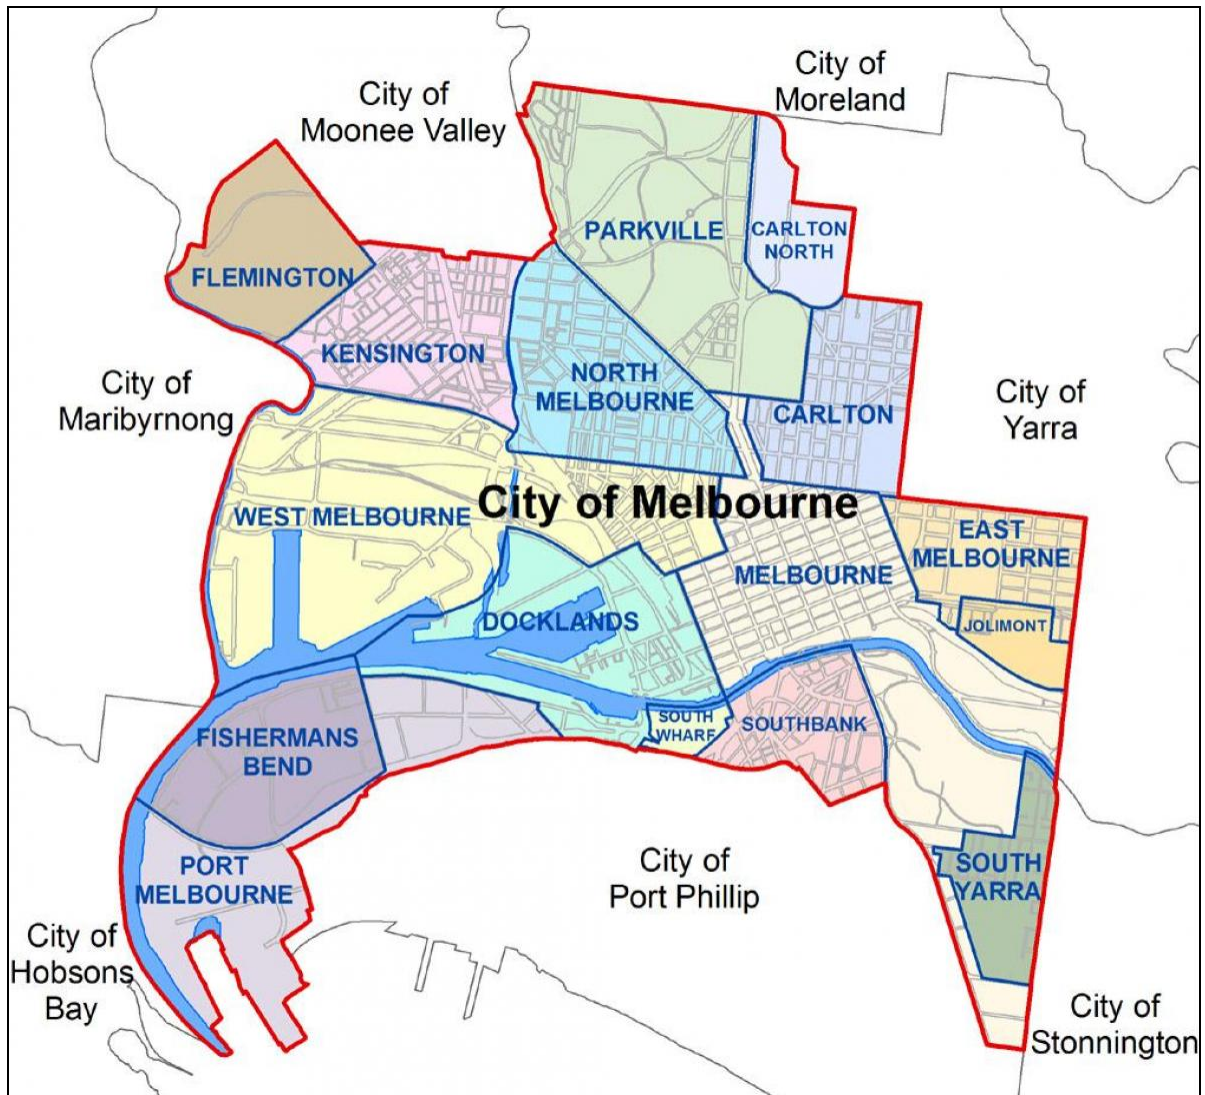 City of
Moreland
City of
Moonee Valley
PARKVILLE
CARLTON
NORTH
FLEMINGTON
KENSINGTON
NORTH
MELBOURNE
City of
Maribyrnong
CARLTON
City of
Yarra
City of Melbourne
WEST MELBOURNE
EAST
MELBOURNE
MELBOURNE
DOCKLANDS
JOLIMONT
SOUTH
WHARF
SOUTHBANK
FISHERMANS
BEND
PORT
MELBOURNE
City of
Port Phillip
SOUTH
YARRA
City of
Hobsons
Bay
City of
Stonnington